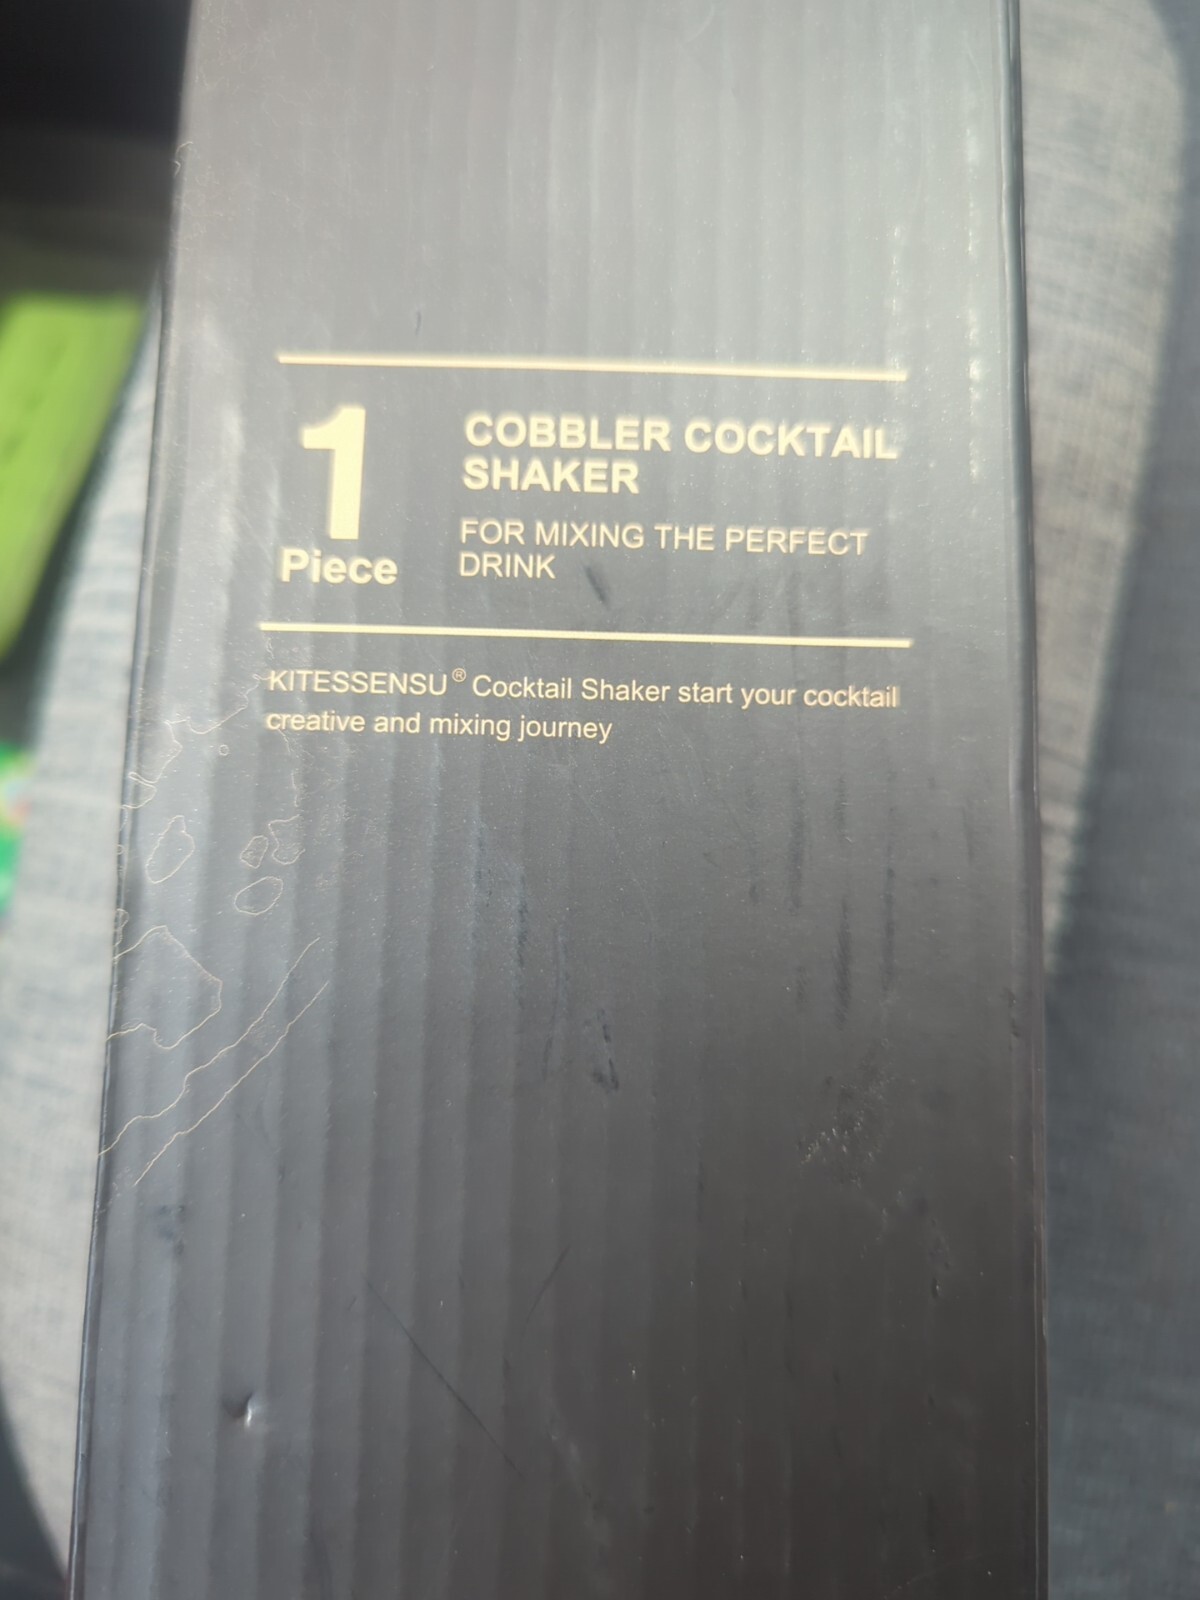 1
Piece
COBBLER COCKTAIL
SHAKER
FOR MIXING THE PERFECT
DRINK
KITESSENSU® Cocktail Shaker start your cocktail
creative and mixing journey